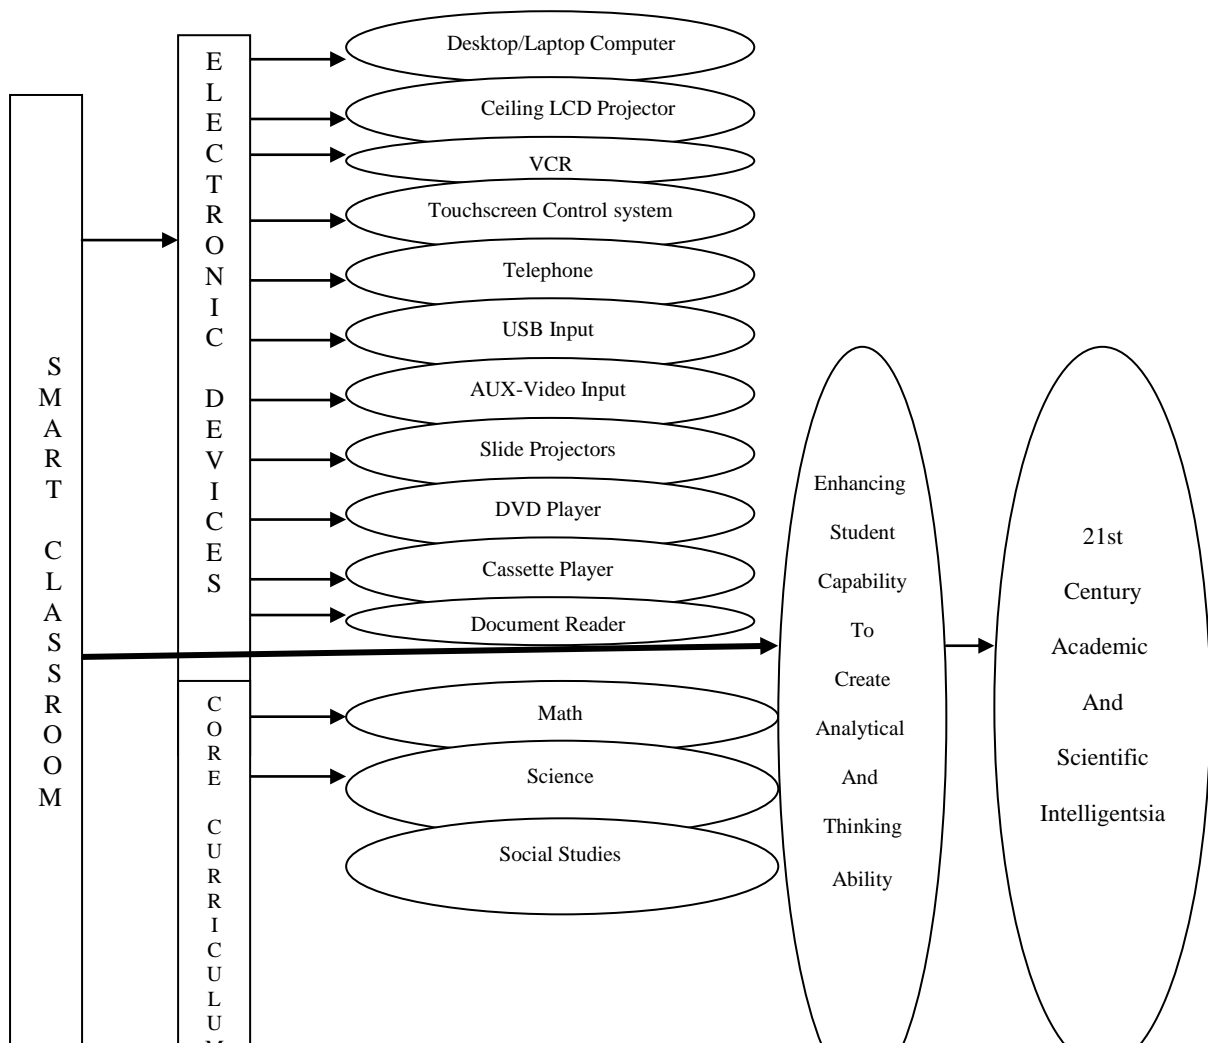 SMART CLASSROOM
ELECTRONIC DEVICES
Desktop/Laptop Computer
Ceiling LCD Projector
VCR
Touchscreen Control system
Telephone
USB Input
AUX-Video Input
Slide Projectors
DVD Player
Cassette Player
Document Reader
CORE CURRICULUM
Math
Science
Social Studies
Enhancing
Student
Capability
To
Create
Analytical
And
Thinking
Ability
21st
Century
Academic
And
Scientific
Intelligentsia